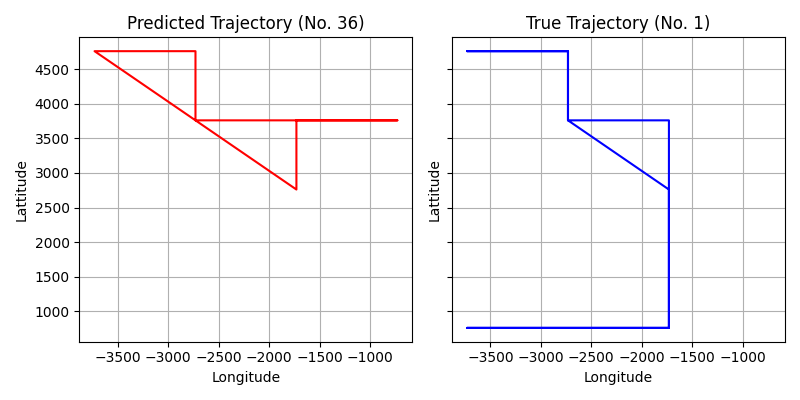 Predicted Trajectory (No. 36)
True Trajectory (No. 1)
Lattitude
4500
4000
3500
3000
2500
2000
1500
1000
−3500 −3000 −2500 −2000 −1500 −1000
Longitude
Lattitude
−3500 −3000 −2500 −2000 −1500 −1000
Longitude